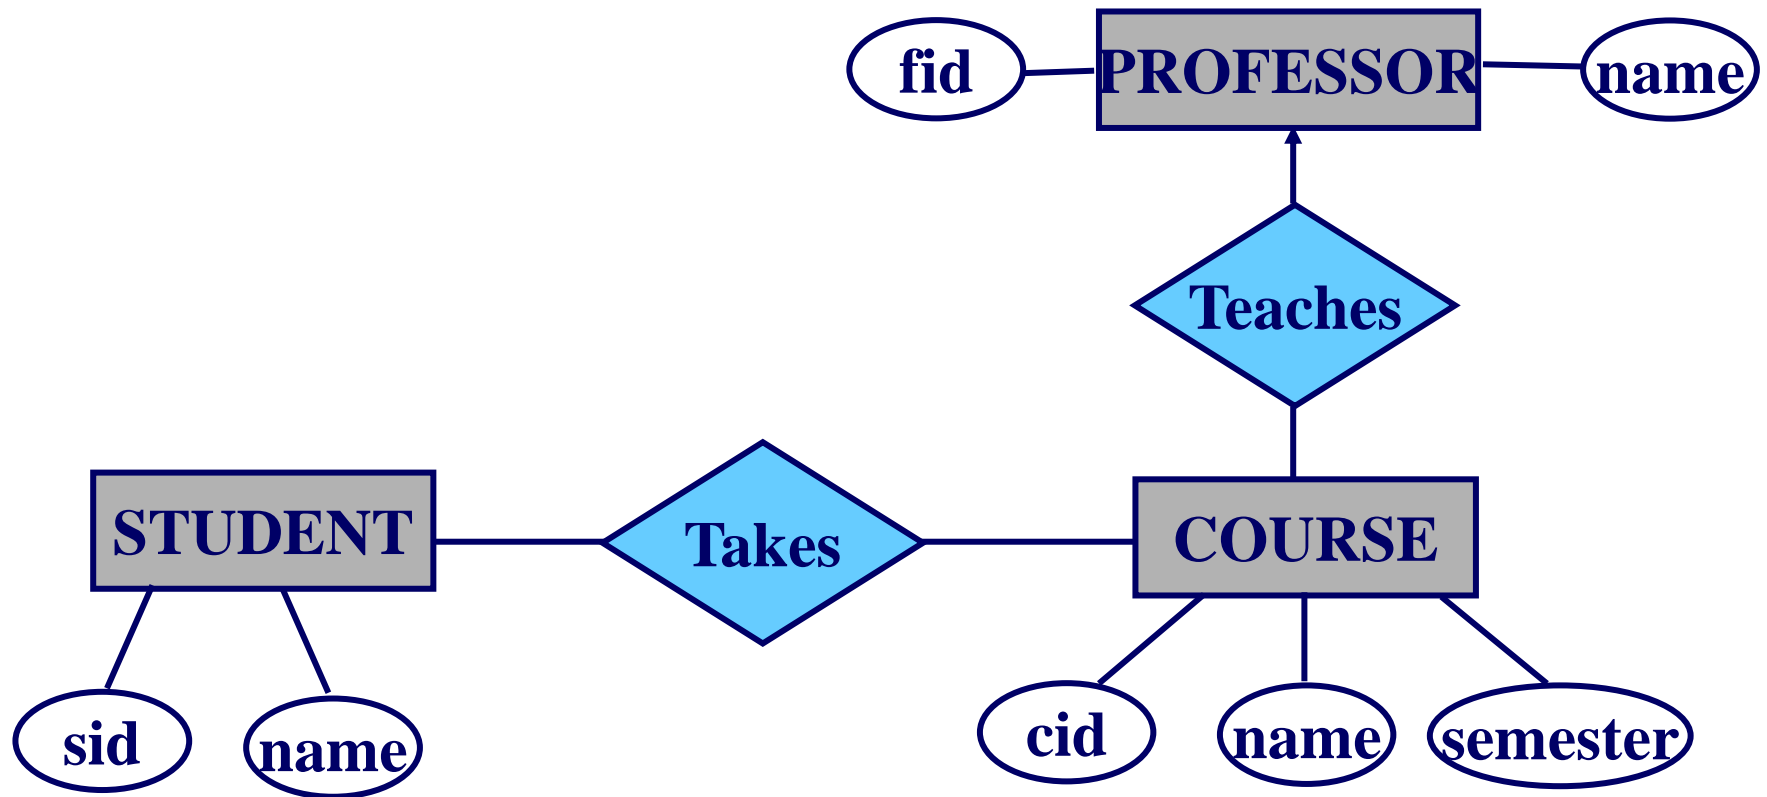 fid
PROFESSOR
name
Teaches
STUDENT
Takes
COURSE
sid
name
cid
name
semester